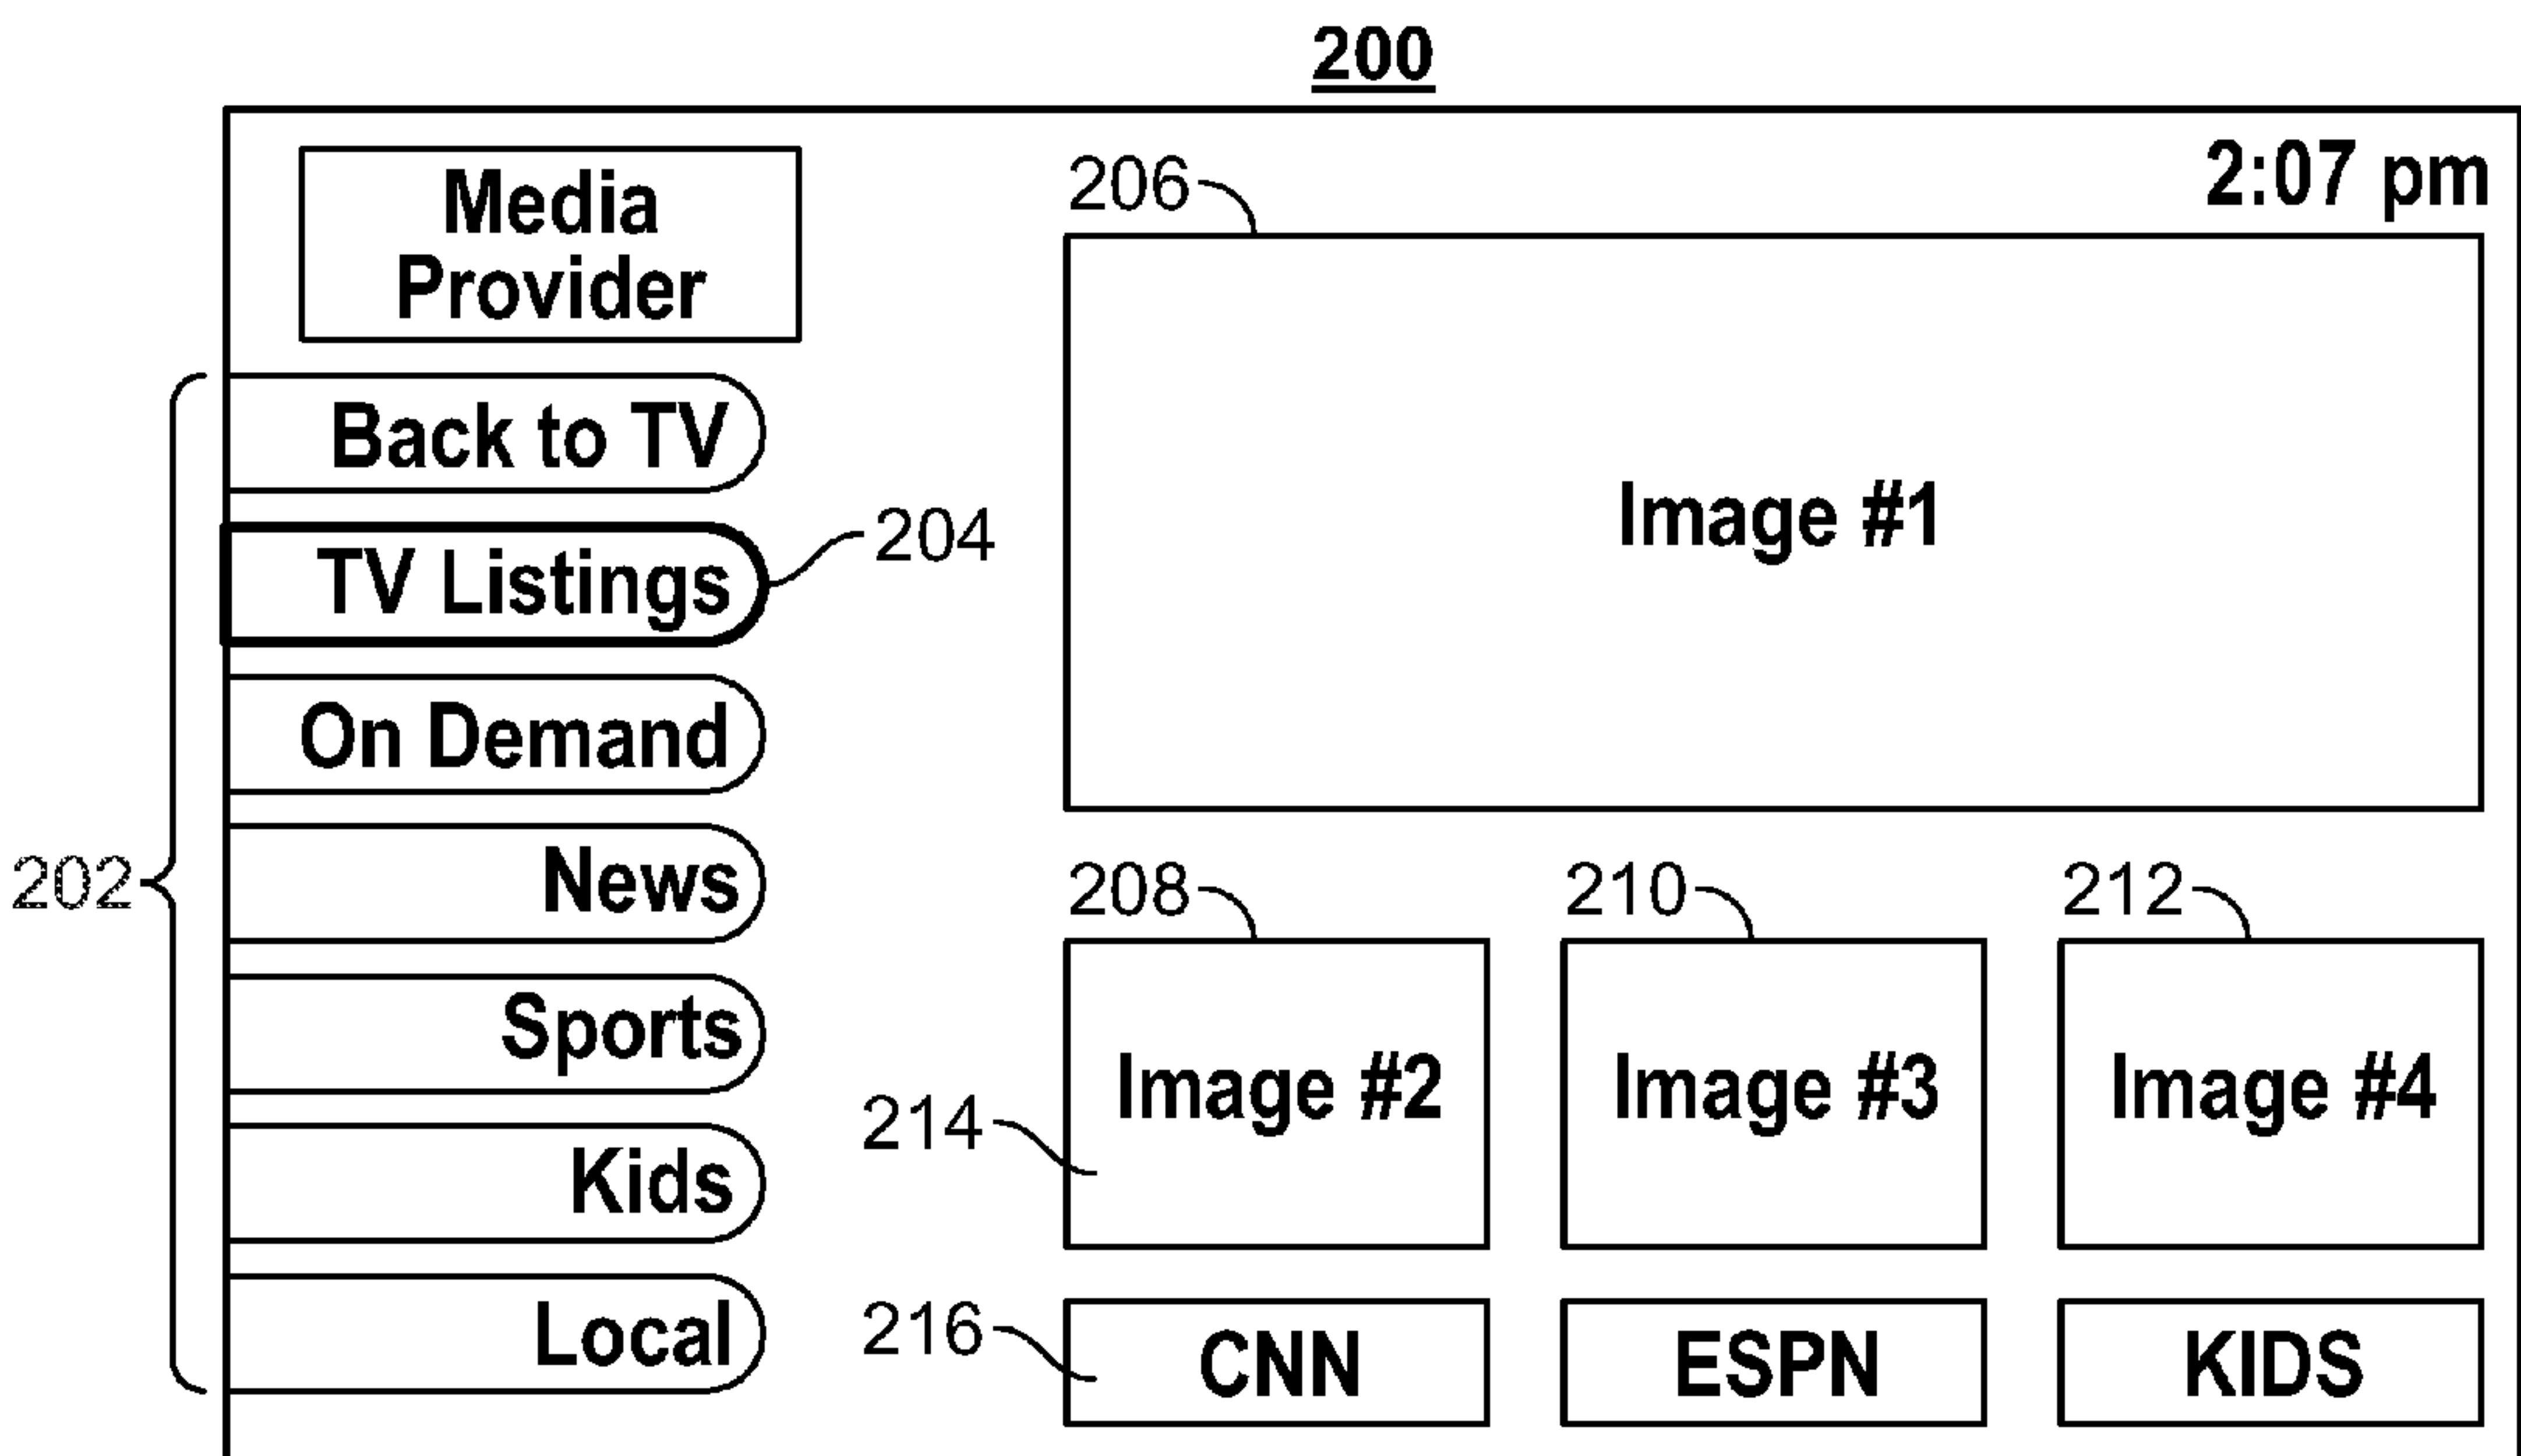 200
Media
Provider
2:07 pm
206
Back to TV
Image #1
TV Listings
204
On Demand
202
News
208
210
212
Sports
Image #2
Image #3
Image #4
214
Kids
Local
216
CNN
ESPN
KIDS